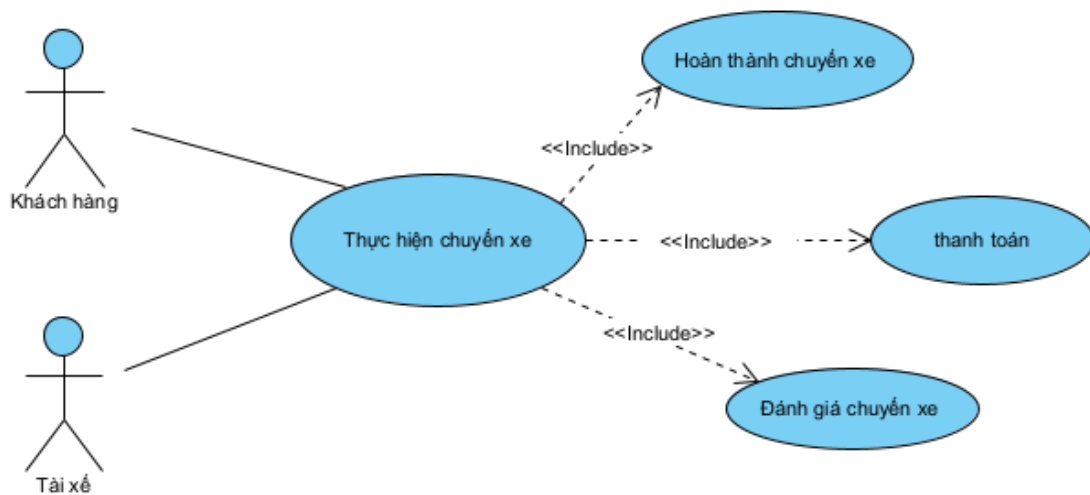 Hoàn thành chuyến xe
<<Include>>
Khách hàng
Thực hiện chuyến xe
<<Include>>
thanh toán
<<Include>>
Đánh giá chuyến xe
Tài xế